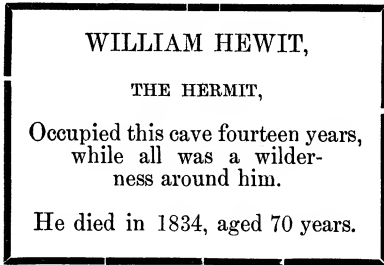 WILLIAM HEWIT,
THE HERMIT,
Occupied this cave fourteen years,
while all was a wilder-
ness around him.
He died in 1834, aged 70 years.